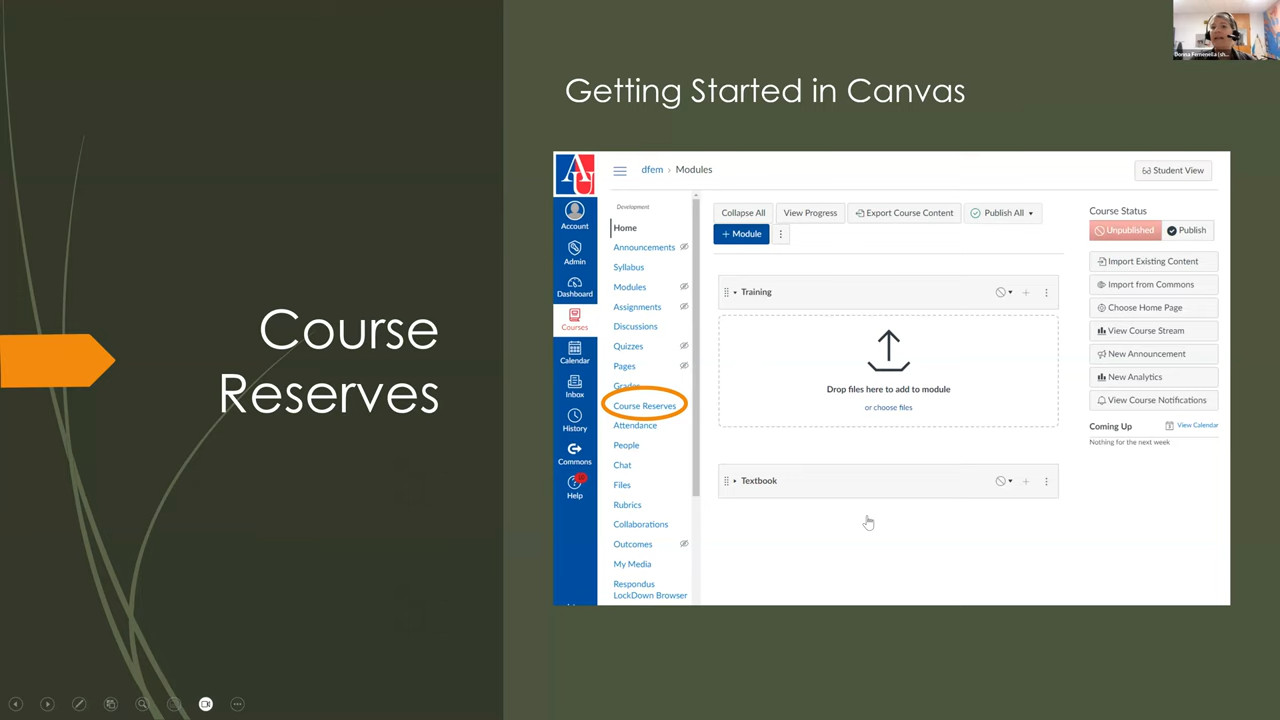 Donna Femenella (sh...
Getting Started in Canvas
Course
Reserves
AU
dfem › Modules
Student View
Account
Admin
Dashboard
Courses
Calendar
Inbox
History
Commons
Help
Development
Home
Announcements
Syllabus
Modules
Assignments
Discussions
Quizzes
Pages
Grades
Course Reserves
Attendance
People
Chat
Files
Rubrics
Collaborations
Outcomes
My Media
Respondus
LockDown Browser
Collapse All View Progress Export Course Content Publish All
+ Module
Training
Drop files here to add to module
or choose files
Textbook
Course Status
Unpublished Publish
Import Existing Content
Import from Commons
Choose Home Page
View Course Stream
New Announcement
New Analytics
View Course Notifications
Coming Up View Calendar
Nothing for the next week